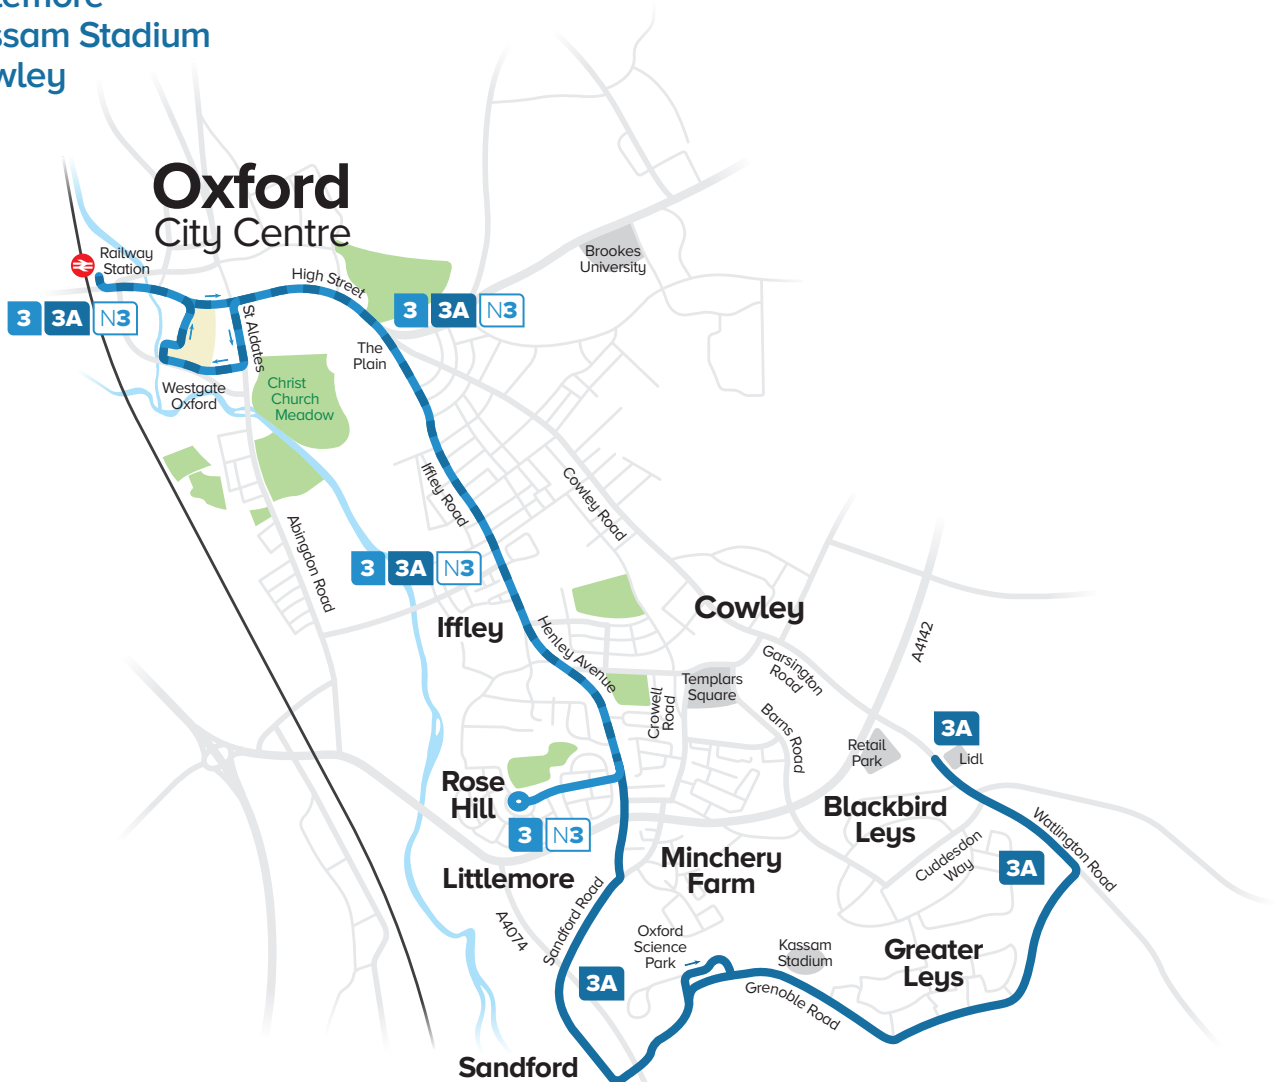 ssam Stadium
wley
Oxford
City Centre
Railway
Station
High Street
3 3A N3
3 3A N3
St Aldates
The
Plain
Westgate
Oxford
Christ
Church
Meadow
Brookes
University
Iffley Road
Cowley Road
Abingdon Road
3 3A N3
Iffley
Henley Avenue
Cowley
A4142
Garsington
Road
Templars
Square
Crowell
Road
Barns Road
3A
Retail
Park
Lidl
Rose
Hill
3 N3
Blackbird
Leys
Watlington Road
Cuddesdon
Way
3A
Minchery
Farm
Littlemore
Sandford Road
A4074
Oxford
Science
Park
Kassam
Stadium
Greater
Leys
3A
Grenoble Road
Sandford